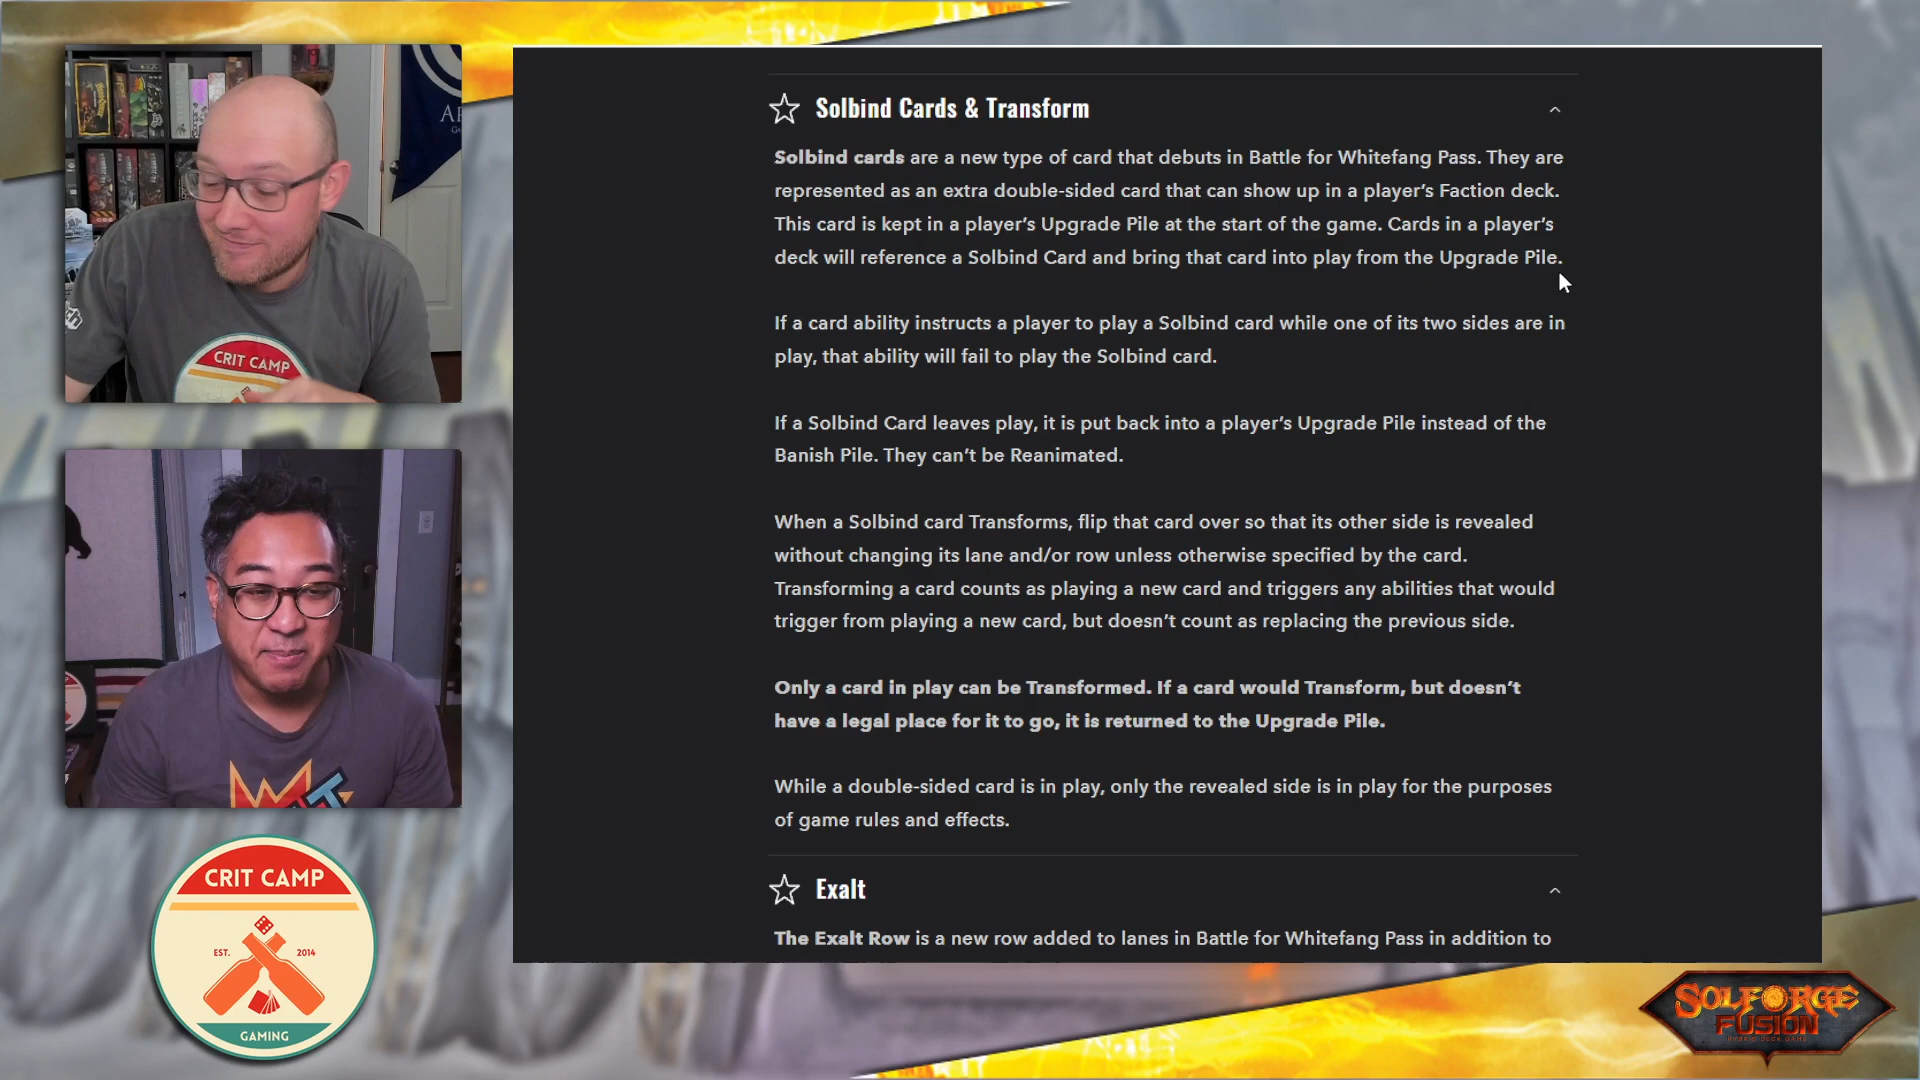 Solbind Cards & Transform
Solbind cards are a new type of card that debuts in Battle for Whitefang Pass. They are
represented as an extra double-sided card that can show up in a player's Faction deck.
This card is kept in a player's Upgrade Pile at the start of the game. Cards in a player's
deck will reference a Solbind Card and bring that card into play from the Upgrade Pile.
If a card ability instructs a player to play a Solbind card while one of its two sides are in
play, that ability will fail to play the Solbind card.
If a Solbind Card leaves play, it is put back into a player's Upgrade Pile instead of the
Banish Pile. They can't be Reanimated.
When a Solbind card Transforms, flip that card over so that its other side is revealed
without changing its lane and/or row unless otherwise specified by the card.
Transforming a card counts as playing a new card and triggers any abilities that would
trigger from playing a new card, but doesn't count as replacing the previous side.
Only a card in play can be Transformed. If a card would Transform, but doesn't
have a legal place for it to go, it is returned to the Upgrade Pile.
While a double-sided card is in play, only the revealed side is in play for the purposes
of game rules and effects.
Exalt
The Exalt Row is a new row added to lanes in Battle for Whitefang Pass in addition to
CRIT CAMP
CRIT CAMP
EST. 2014
GAMING
SOLFORGE
FUSION
HYBRID DECK GAME